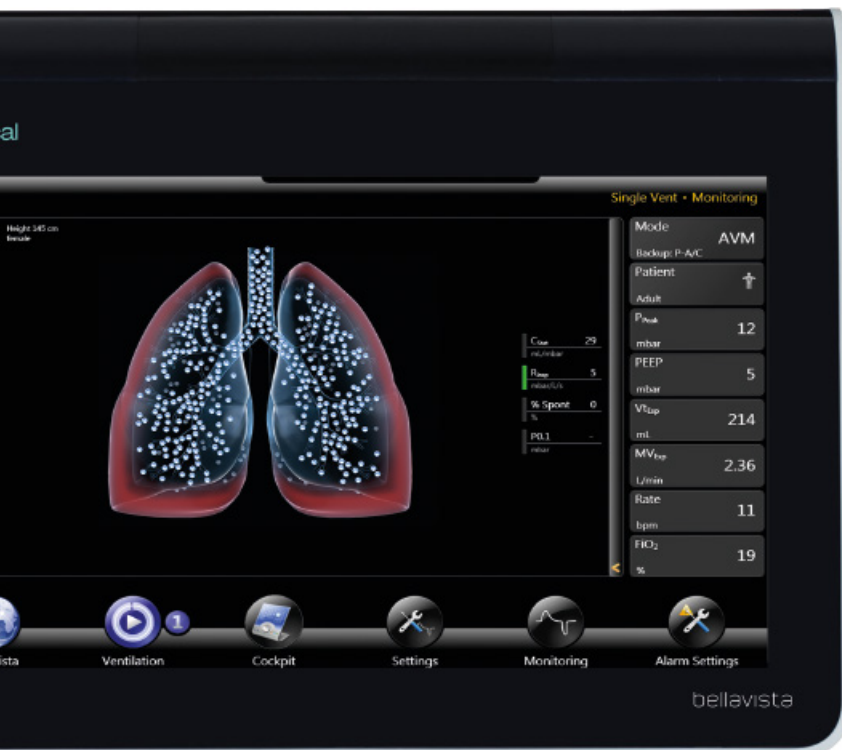 al
Single Vent • Monitoring
Height 145 cm
female
Mode
AVM
Backup: P-A/C
Patient
Adult
PPeak
12
mbar
PEEP
5
mbar
VtExp
214
mL
MVExp
2.36
L/min
Rate
11
bpm
FiO2
19
%
29
mL/mbar
5
mbar/L/s
% Spont 0
%
P0.1 -
mbar
1
ista
Ventilation
Cockpit
Settings
Monitoring
Alarm Settings
bellavista